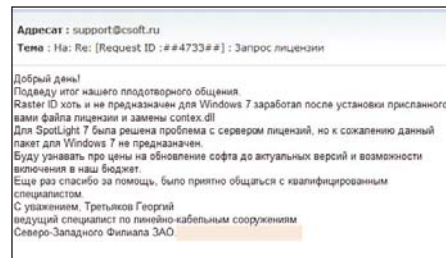 Адресат : support@csoft.ru
Тема : На: Re: [Request ID :##4733##] : Запрос лицензии
Добрый день!
Подведу итог нашего плодотворного общения.
Raster ID хоть и не предназначен для Windows 7 заработал после установки присланного
вами файла лицензии и замены contex.dll
Для SpotLight 7 была решена проблема с сервером лицензий, но к сожалению данный
пакет для Windows 7 не предназначен.
Буду узнавать про цены на обновление софта до актуальных версий и возможности
включения в наш бюджет.
Еще раз спасибо за помощь, было приятно общаться с квалифицированным
специалистом.
С уважением, Третьяков Георгий
ведущий специалист по линейно-кабельным сооружениям
Северо-Западного Филиала ЗАО